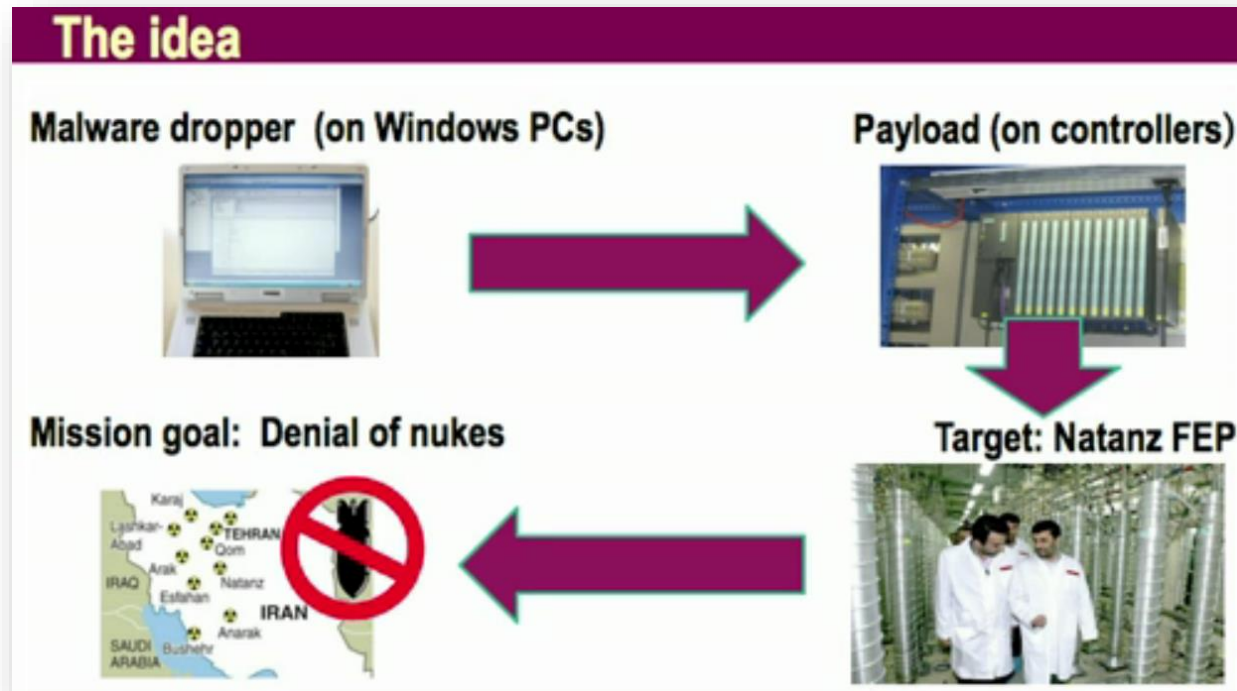 The idea
Malware dropper (on Windows PCs)
Payload (on controllers)
Mission goal: Denial of nukes
Target: Natanz FEP
Karaj
Lashkar-
Abad
TEHRAN
Qom
Arak
Natanz
IRAQ
Esfahan
IRAN
Anarak
SAUDI
ARABIA
Bushehr